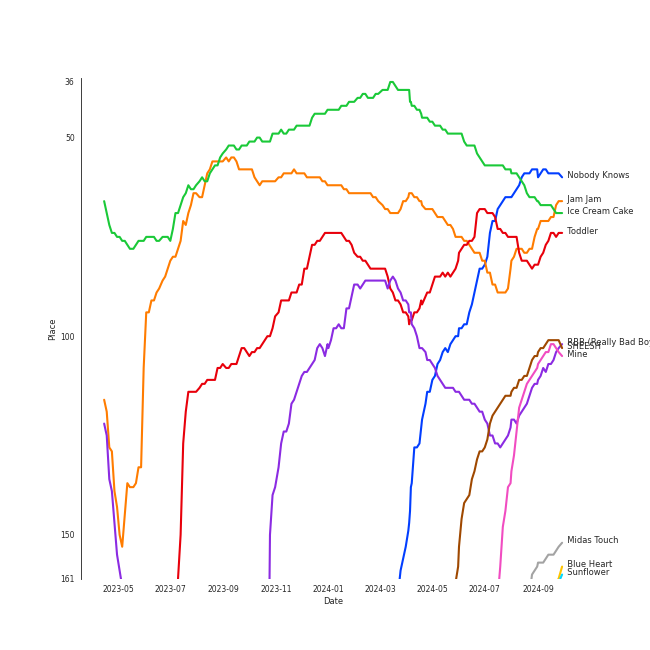 36
50
Place
100
150
161
Nobody Knows
Jam Jam
Ice Cream Cake
Toddler
RBB (Really Bad Bo
Mine
Midas Touch
Blue Heart
Sunflower
2023-05 2023-07 2023-09 2023-11 2024-01 2024-03 2024-05 2024-07 2024-09
Date